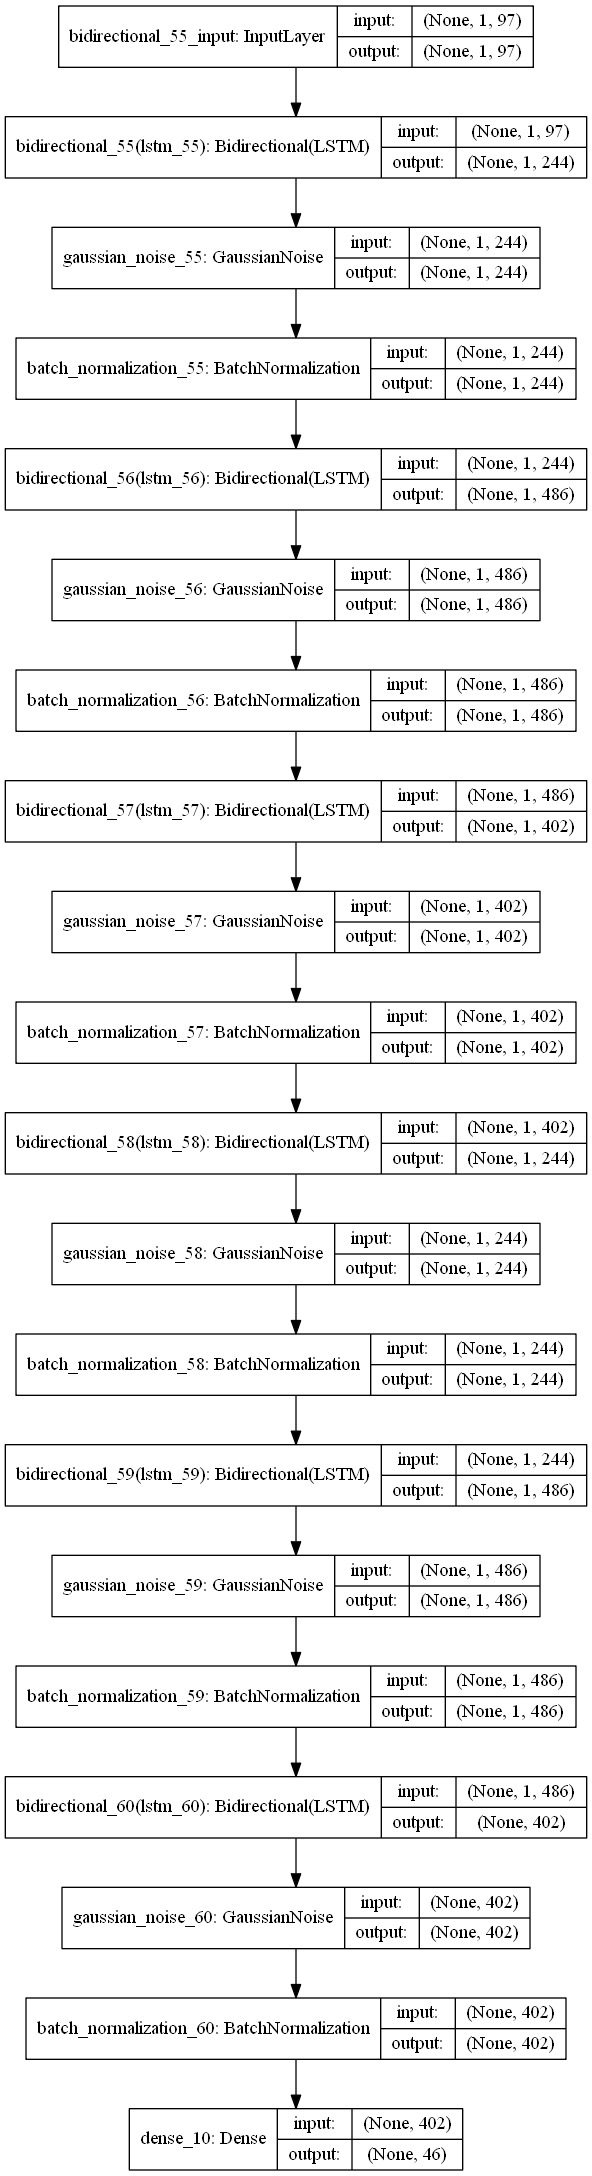 bidirectional_55_input: InputLayer
input: (None, 1, 97)
output: (None, 1, 97)
bidirectional_55(lstm_55): Bidirectional(LSTM)
input: (None, 1, 97)
output: (None, 1, 244)
gaussian_noise_55: GaussianNoise
input: (None, 1, 244)
output: (None, 1, 244)
batch_normalization_55: BatchNormalization
input: (None, 1, 244)
output: (None, 1, 244)
bidirectional_56(lstm_56): Bidirectional(LSTM)
input: (None, 1, 244)
output: (None, 1, 486)
gaussian_noise_56: GaussianNoise
input: (None, 1, 486)
output: (None, 1, 486)
batch_normalization_56: BatchNormalization
input: (None, 1, 486)
output: (None, 1, 486)
bidirectional_57(lstm_57): Bidirectional(LSTM)
input: (None, 1, 486)
output: (None, 1, 402)
gaussian_noise_57: GaussianNoise
input: (None, 1, 402)
output: (None, 1, 402)
batch_normalization_57: BatchNormalization
input: (None, 1, 402)
output: (None, 1, 402)
bidirectional_58(lstm_58): Bidirectional(LSTM)
input: (None, 1, 402)
output: (None, 1, 244)
gaussian_noise_58: GaussianNoise
input: (None, 1, 244)
output: (None, 1, 244)
batch_normalization_58: BatchNormalization
input: (None, 1, 244)
output: (None, 1, 244)
bidirectional_59(lstm_59): Bidirectional(LSTM)
input: (None, 1, 244)
output: (None, 1, 486)
gaussian_noise_59: GaussianNoise
input: (None, 1, 486)
output: (None, 1, 486)
batch_normalization_59: BatchNormalization
input: (None, 1, 486)
output: (None, 1, 486)
bidirectional_60(lstm_60): Bidirectional(LSTM)
input: (None, 1, 486)
output: (None, 402)
gaussian_noise_60: GaussianNoise
input: (None, 402)
output: (None, 402)
batch_normalization_60: BatchNormalization
input: (None, 402)
output: (None, 402)
dense_10: Dense
input: (None, 402)
output: (None, 46)